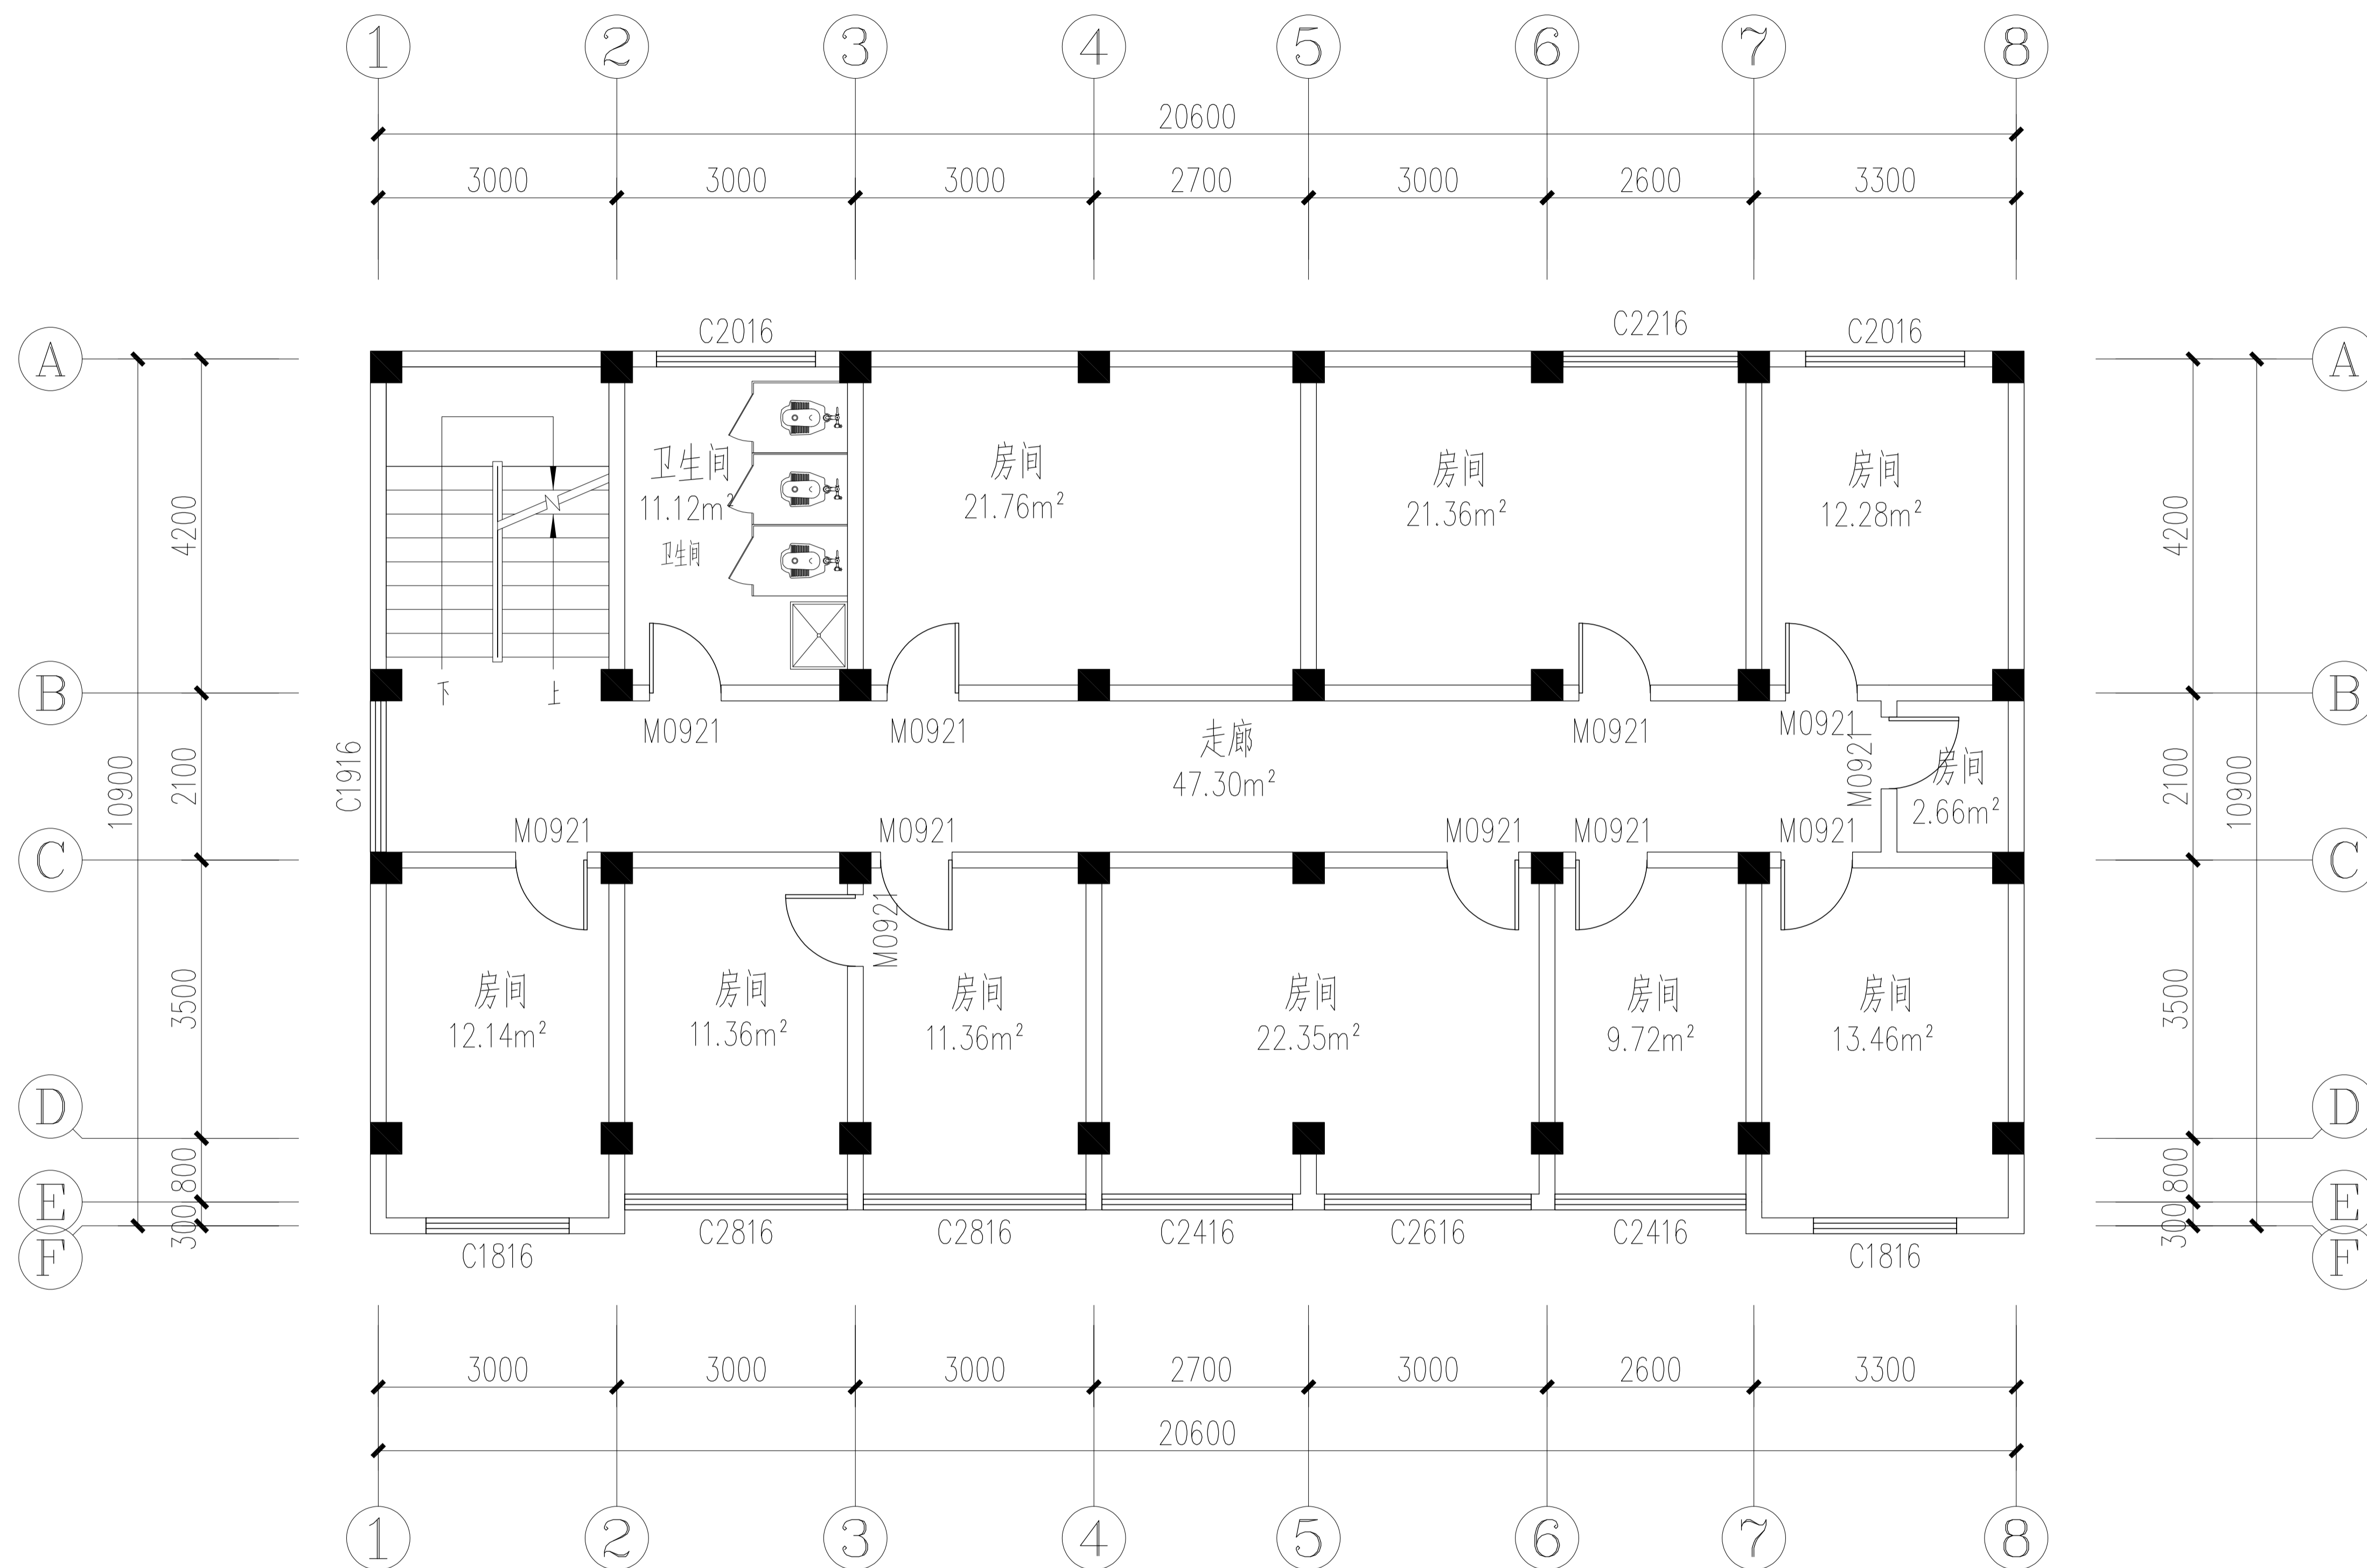 1 2 3 4 5 6 7 8
20600
3000 3000 3000 2700 3000 2600 3300
C2016 C2216 C2016
A A
卫生间 房间 房间 房间
11.12m² 21.76m² 21.36m² 12.28m²
卫生间
4200 4200
下 上
B B
M0921 M0921 M0921 M0921
走廊
47.30m²
M0921
房间
2.66m²
C1916
2100 2100
10900 10900
M0921 M0921 M0921 M0921 M0921
C C
M0921
房间 房间 房间 房间 房间 房间
12.14m² 11.36m² 11.36m² 22.35m² 9.72m² 13.46m²
3500 3500
D D
800 800
E E
300 300
F F
C1816 C2816 C2816 C2416 C2616 C2416 C1816
3000 3000 3000 2700 3000 2600 3300
20600
1 2 3 4 5 6 7 8